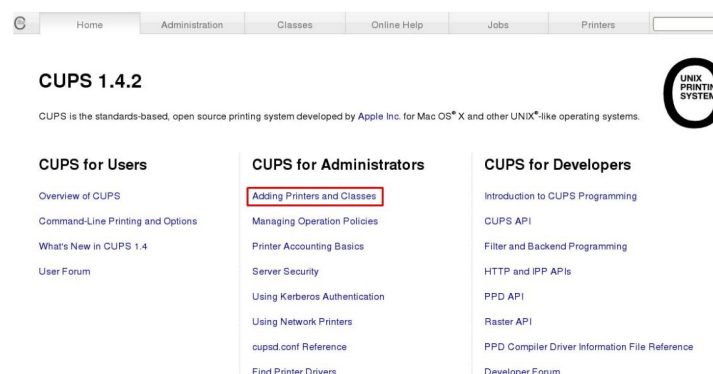 Home Administration Classes Online Help Jobs Printers
CUPS 1.4.2
UNIX
PRINTIN
SYSTEM
CUPS is the standards-based, open source printing system developed by Apple Inc. for Mac OS® X and other UNIX®-like operating systems.
CUPS for Users
Overview of CUPS
Command-Line Printing and Options
What's New in CUPS 1.4
User Forum
CUPS for Administrators
Adding Printers and Classes
Managing Operation Policies
Printer Accounting Basics
Server Security
Using Kerberos Authentication
Using Network Printers
cupsd.conf Reference
Find Printer Drivers
CUPS for Developers
Introduction to CUPS Programming
CUPS API
Filter and Backend Programming
HTTP and IPP APIs
PPD API
Raster API
PPD Compiler Driver Information File Reference
Developer Forum